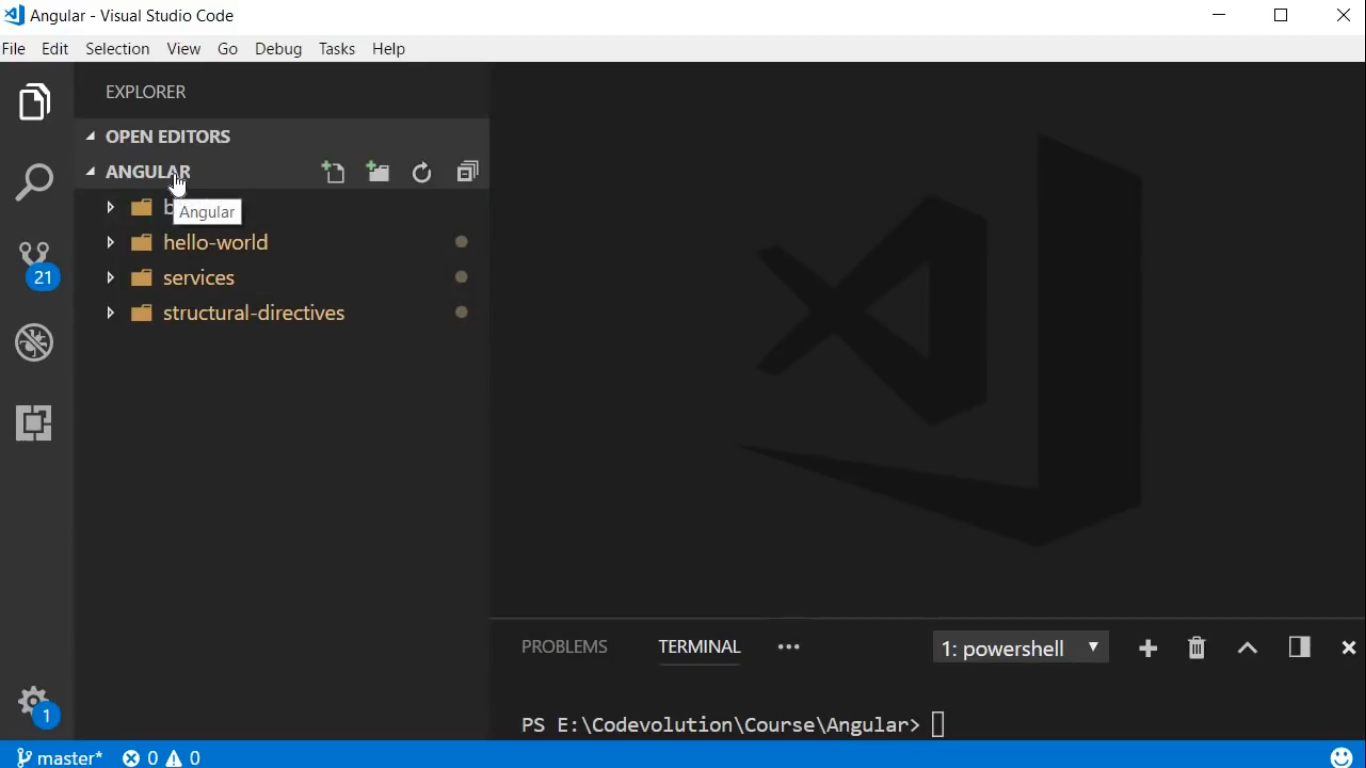 Angular - Visual Studio Code
File Edit Selection View Go Debug Tasks Help
EXPLORER
OPEN EDITORS
ANGULAR
Angular
hello-world
21
services
structural-directives
PROBLEMS TERMINAL ••• 1: powershell
1
PS E:\Codevolution\Course\Angular>
master* 0 0